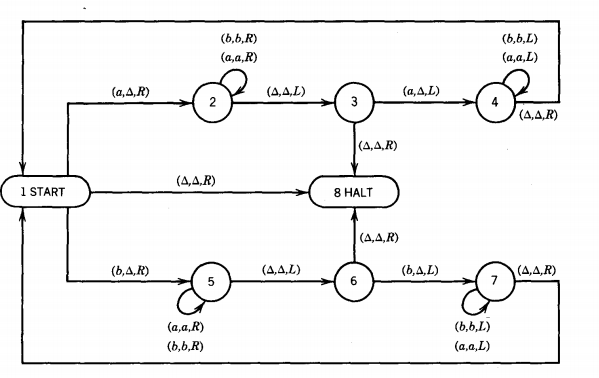 (b,b,R)
(a,a,R)
(b,b,L)
(a,a,L)
(a,Δ,R)
2
(Δ,Δ,L)
3
(a,Δ,L)
4
(Δ,Δ,R)
(Δ,Δ,R)
1 START
(Δ,Δ,R)
8 HALT
(Δ,Δ,R)
(b,Δ,R)
5
(Δ,Δ,L)
6
(b,Δ,L)
7
(Δ,Δ,R)
(a,a,R)
(b,b,R)
(b,b,L)
(a,a,L)